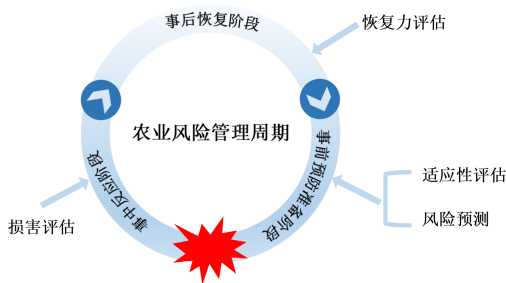 事后恢复阶段
恢复力评估
农业风险管理周期
事前预防准备阶段
适应性评估
风险预测
事中反应阶段
损害评估